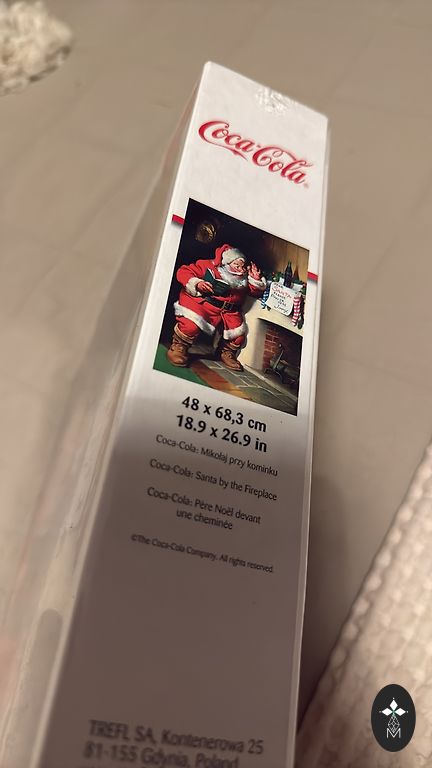 Coca-Cola
48 x 68,3 cm
18.9 x 26.9 in
Coca-Cola: Mikołaj przy kominku
Coca-Cola: Santa by the Fireplace
Coca-Cola: Père Noël devant
une cheminée
©The Coca-Cola Company. All rights reserved.
TREFL SA, Kontenerowa 25
81-155 Gdynia, Poland